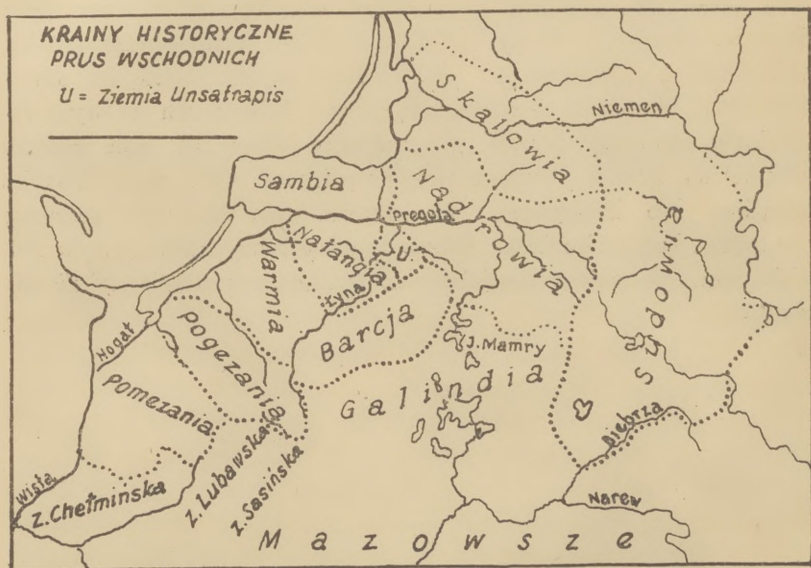 KRAINY HISTORYCZNE
PRUS WSCHODNICH
U = Ziemia Unsatrapis
Skalowia
Niemen
Sambia
Nadrowia
Pregoła
Natangia
U
Warmia
Łyna
Barcja
Sudowia
J. Mamry
Nogat
Pogezania
Galindia
Pomezania
Biebrza
Z. Lubawska
Z. Sasińska
Wisła
Z. Chełmińska
Narew
Mazowsze